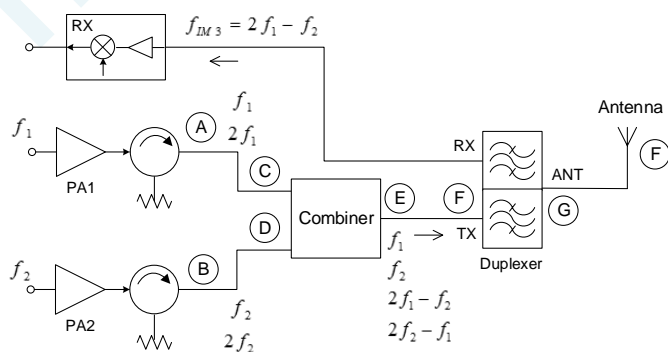 RX
f_IM3 = 2f_1 − f_2
f_1
PA1
A
f_1
2f_1
C
Combiner
D
f_2
PA2
B
f_2
2f_2
E
F
f_1
f_2
2f_1 − f_2
2f_2 − f_1
RX
TX
Duplexer
ANT
G
Antenna
F